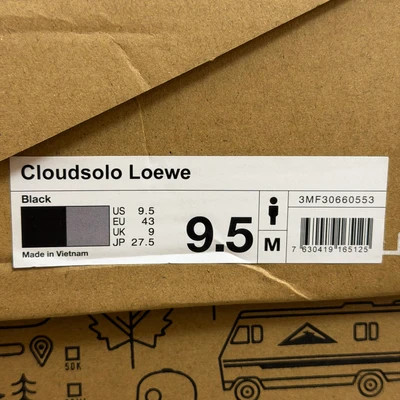 Cloudsolo Loewe
Black
US 9.5
EU 43
UK 9
JP 27.5
Made in Vietnam
9.5
M
3MF30660553
7 630419 165125
50K